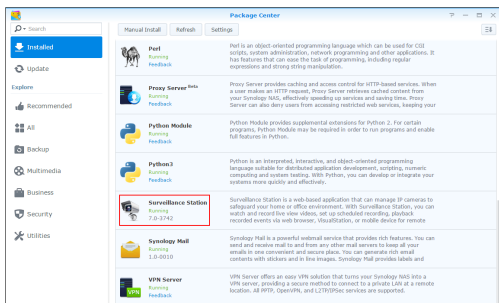 Package Center
Search
Manual Install
Refresh
Settings
Installed
Update
Explore
Recommended
All
Backup
Multimedia
Business
Security
Utilities
Perl
Running
Feedback
Perl is an object-oriented programming language which can be used for CGI
scripts, system administration, network programming and other applications. It
has features that can ease the task of programming, including regular
expressions and strong string manipulation.
Proxy Server Beta
Running
Feedback
Proxy Server provides caching and access control for HTTP-based services. When
a user makes an HTTP request, Proxy Server retrieves cached content from
your Synology NAS, effectively speeding up services and saving time. Proxy
Server can also deny users from accessing restricted web services, keeping your
Python Module
Running
Feedback
Python Module provides supplemental extensions for Python 2. For certain
programs, Python Module may be required in order to run programs and enable
full features in Python.
Python3
Running
Feedback
Python is an interpreted, interactive, and object-oriented programming
language suitable for distributed application development, scripting, numeric
computing and system testing. With Python, you can develop or integrate your
systems more quickly and effectively.
Surveillance Station
Running
7.0-3742
Surveillance Station is a web-based application that can manage IP cameras to
safeguard your home or office environment. With Surveillance Station, you can
watch and record live view videos, set up scheduled recording, playback
recorded events via web browser, VisualStation, or mobile device for remote
Synology Mail
Running
1.0-0010
Synology Mail is a powerful webmail service that provides rich features. You can
send and receive mail to and from any other mail servers to keep all your
emails in one convenient and secure place. You can generate rich email
contents with stickers and in line images. Synology Mail provides labels and
VPN Server
Running
Feedback
VPN
VPN Server offers an easy VPN solution that turns your Synology NAS into a
VPN server, providing a secure method to connect to a private LAN at a remote
location. All PPTP, OpenVPN, and L2TP/IPSec services are supported.